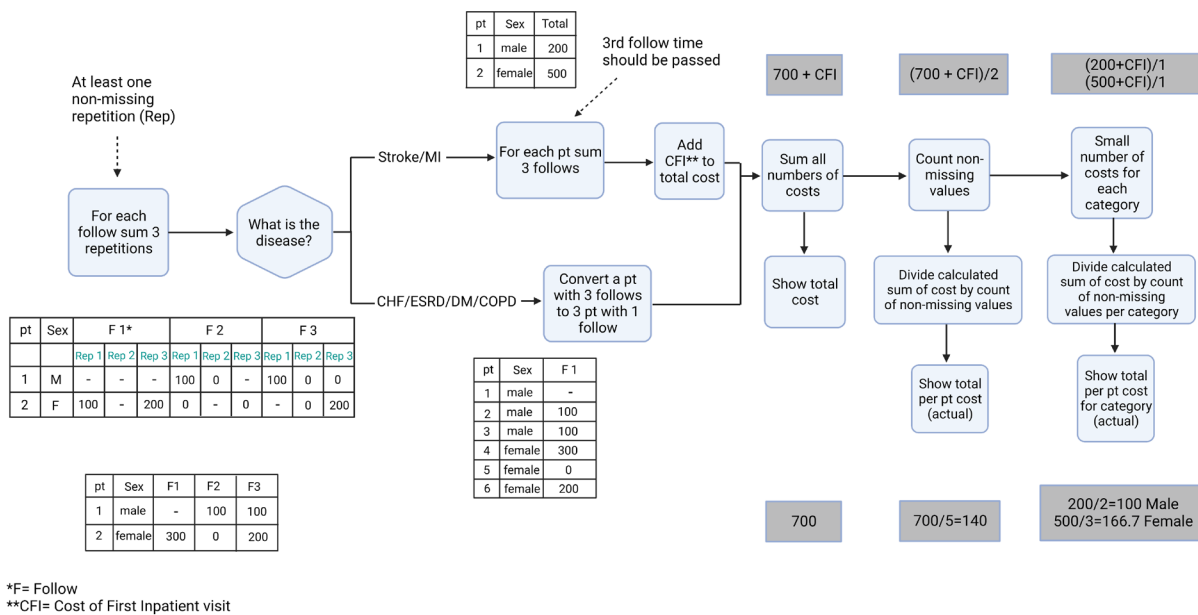 pt Sex Total
1 male 200
2 female 500
3rd follow time
should be passed
At least one
non-missing
repetition (Rep)
For each
follow sum 3
repetitions
What is the
disease?
Stroke/MI
For each pt sum
3 follows
Add
CFI** to
total cost
CHF/ESRD/DM/COPD
Convert a pt
with 3 follows
to 3 pt with 1
follow
700 + CFI
(700 + CFI)/2
(200+CFI)/1
(500+CFI)/1
Sum all
numbers of
costs
Count non-
missing
values
Small
number of
costs for
each
category
Show total
cost
Divide calculated
sum of cost by count
of non-missing values
Divide calculated
sum of cost by count
of non-missing
values per category
Show total
per pt cost
(actual)
Show total
per pt cost
for category
(actual)
pt Sex F 1* F 2 F 3
Rep 1 Rep 2 Rep 3 Rep 1 Rep 2 Rep 3 Rep 1 Rep 2 Rep 3
1 M - - - 100 0 - 100 0 0
2 F 100 - 200 0 - 0 - 0 200
pt Sex F 1
1 male -
2 male 100
3 male 100
4 female 300
5 female 0
6 female 200
pt Sex F1 F2 F3
1 male - 100 100
2 female 300 0 200
700
700/5=140
200/2=100 Male
500/3=166.7 Female
*F= Follow
**CFI= Cost of First Inpatient visit